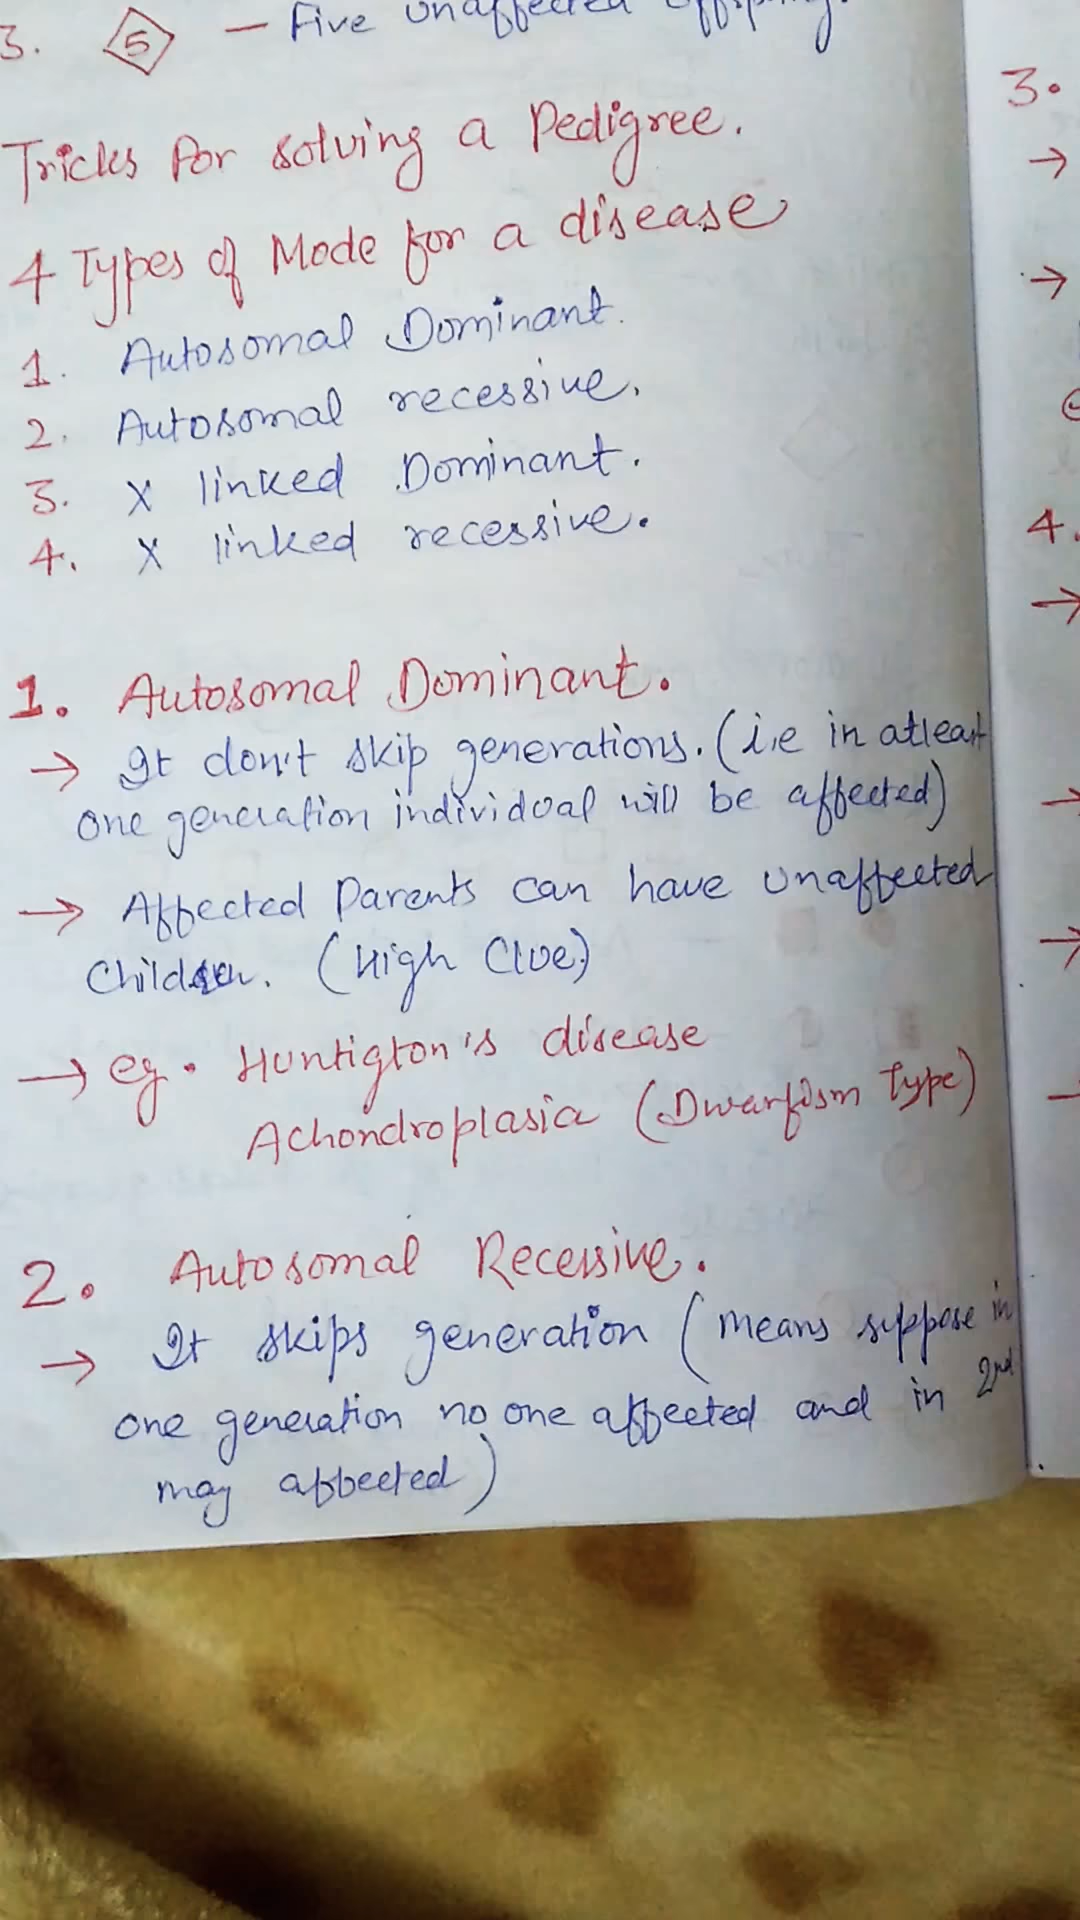 3. 5 — Five unaffected offspring.
Tricks for solving a Pedigree.
4 Types of Mode for a disease
1. Autosomal Dominant.
2. Autosomal recessive.
3. X linked Dominant.
4. X linked recessive.
1. Autosomal Dominant.
→ It don't skip generations. (i.e in atleast
one generation individual will be affected)
→ Affected Parents can have unaffected
Children. (High Clue)
→ eg. Huntigton's disease
Achondroplasia (Dwarfism Type)
2. Autosomal Recessive.
→ It skips generation (means suppose in
one generation no one affected and in 2nd
may affected)
3.
→
→
4.
→
→
→